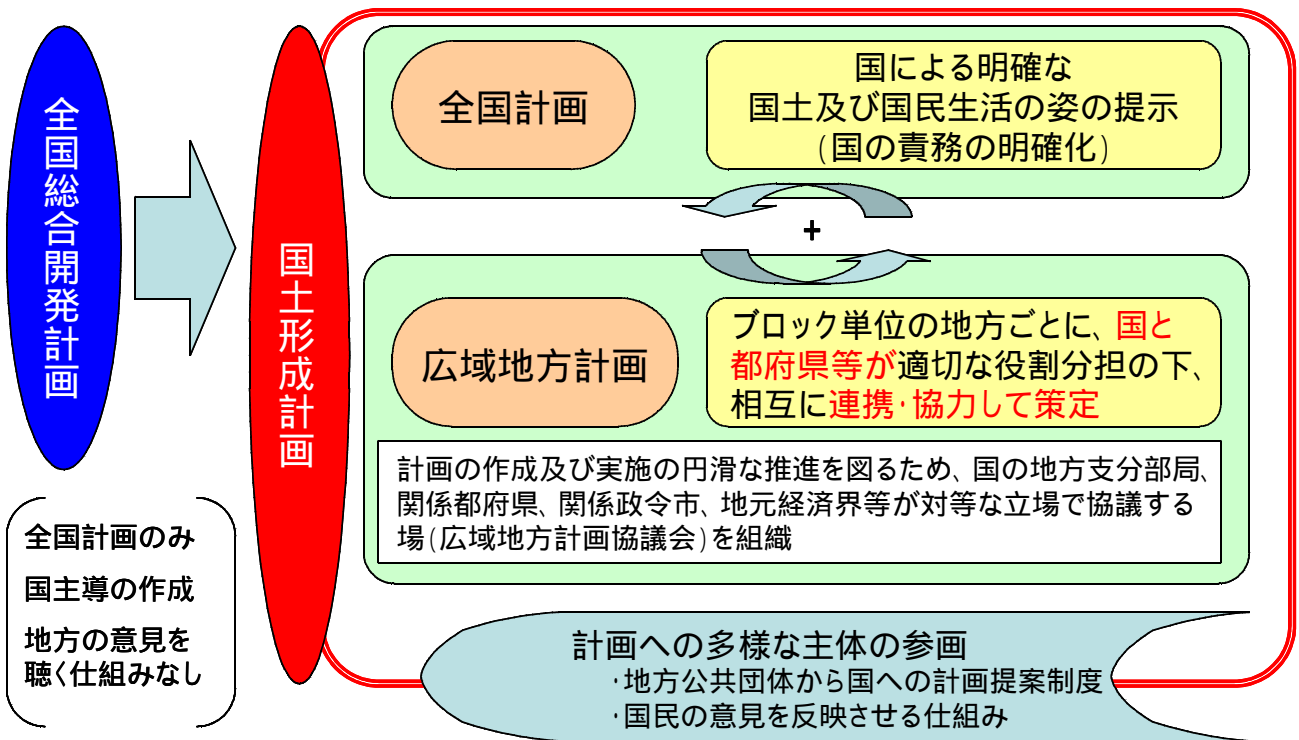 全国総合開発計画
全国計画のみ
国主導の作成
地方の意見を
聴く仕組みなし
国土形成計画
全国計画
国による明確な
国土及び国民生活の姿の提示
(国の責務の明確化)
+
広域地方計画
ブロック単位の地方ごとに、国と
都府県等が適切な役割分担の下、
相互に連携・協力して策定
計画の作成及び実施の円滑な推進を図るため、国の地方支分部局、
関係都府県、関係政令市、地元経済界等が対等な立場で協議する
場(広域地方計画協議会)を組織
計画への多様な主体の参画
・地方公共団体から国への計画提案制度
・国民の意見を反映させる仕組み